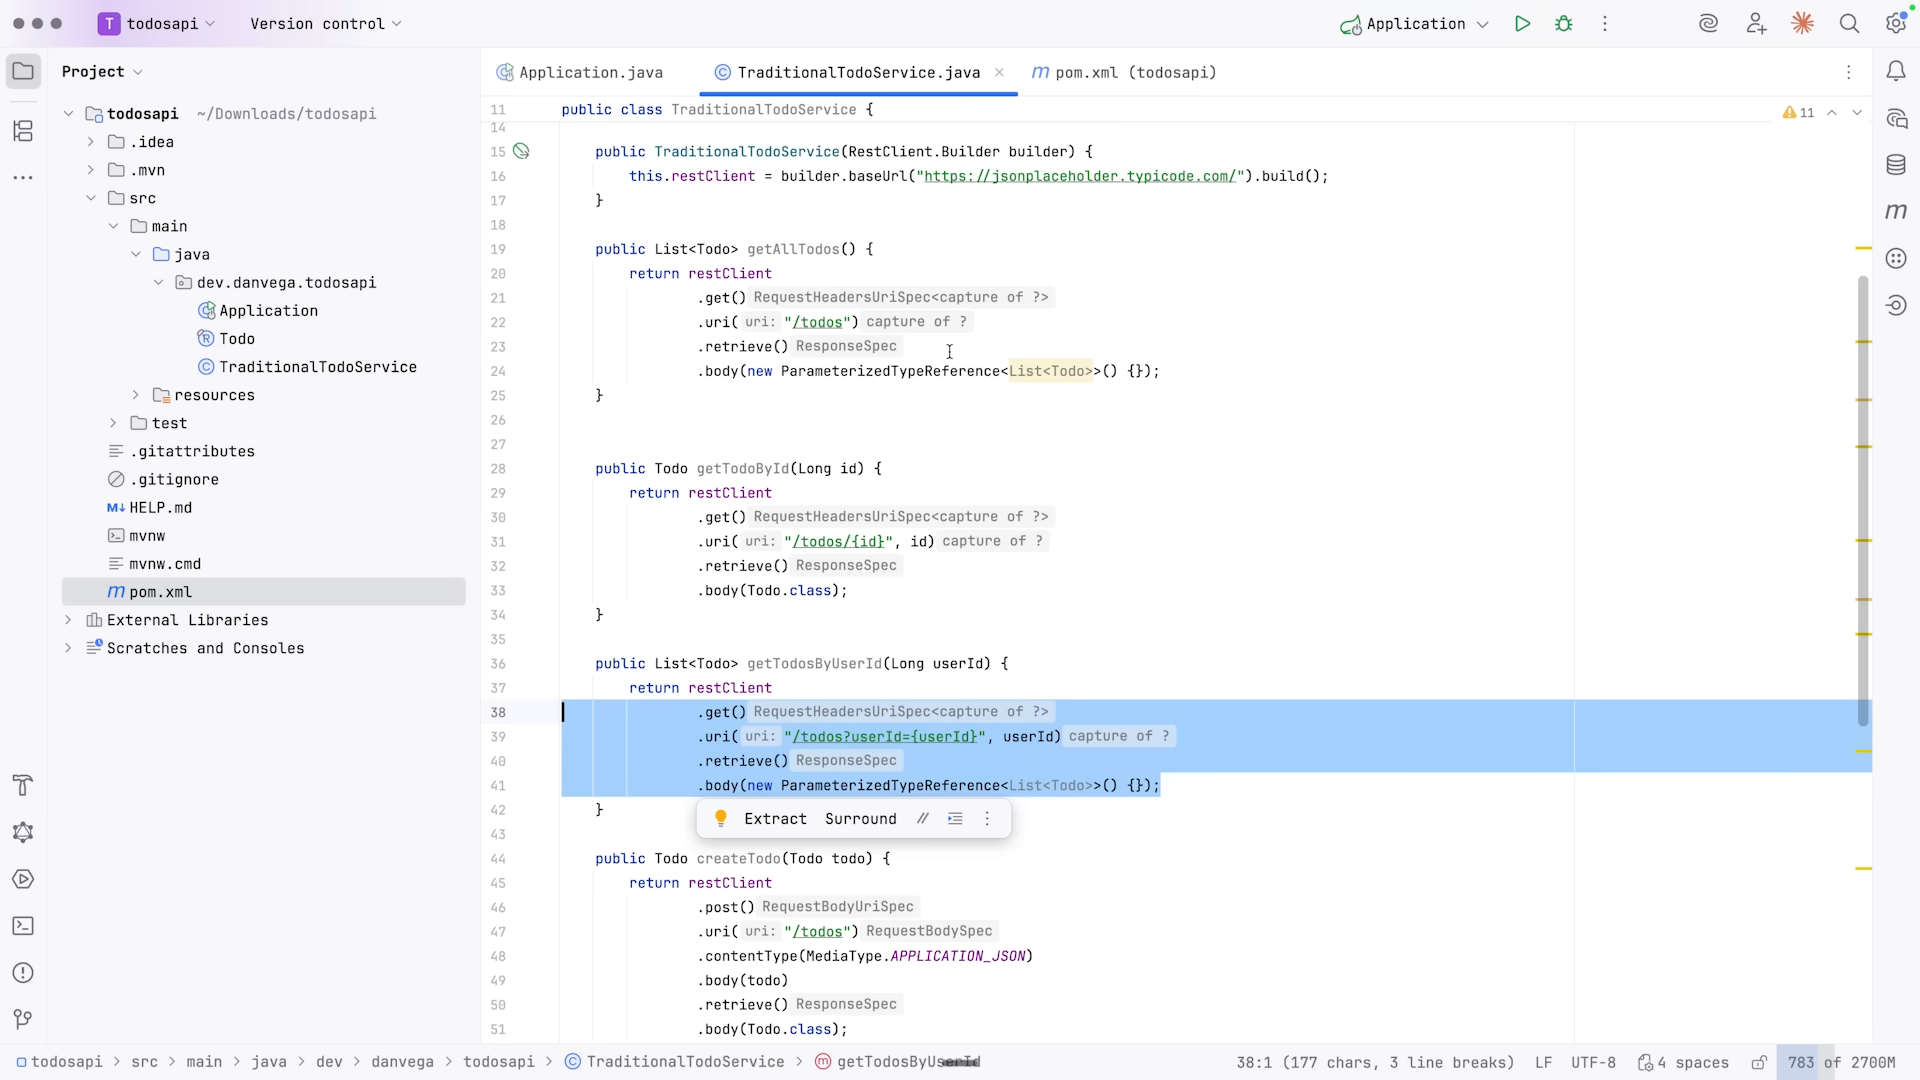 T todosapi Version control Application
Project
Application.java TraditionalTodoService.java pom.xml (todosapi)
todosapi ~/Downloads/todosapi
.idea
.mvn
src
main
java
dev.danvega.todosapi
Application
Todo
TraditionalTodoService
resources
test
.gitattributes
.gitignore
HELP.md
mvnw
mvnw.cmd
pom.xml
External Libraries
Scratches and Consoles
11 public class TraditionalTodoService {
11
14
15 public TraditionalTodoService(RestClient.Builder builder) {
16 this.restClient = builder.baseUrl("https://jsonplaceholder.typicode.com/").build();
17 }
18
19 public List<Todo> getAllTodos() {
20 return restClient
21 .get() RequestHeadersUriSpec<capture of ?>
22 .uri( uri: "/todos") capture of ?
23 .retrieve() ResponseSpec
24 .body(new ParameterizedTypeReference<List<Todo>>() {});
25 }
26
27
28 public Todo getTodoById(Long id) {
29 return restClient
30 .get() RequestHeadersUriSpec<capture of ?>
31 .uri( uri: "/todos/{id}", id) capture of ?
32 .retrieve() ResponseSpec
33 .body(Todo.class);
34 }
35
36 public List<Todo> getTodosByUserId(Long userId) {
37 return restClient
38 .get() RequestHeadersUriSpec<capture of ?>
39 .uri( uri: "/todos?userId={userId}", userId) capture of ?
40 .retrieve() ResponseSpec
41 .body(new ParameterizedTypeReference<List<Todo>>() {});
42 }
Extract Surround //
43
44 public Todo createTodo(Todo todo) {
45 return restClient
46 .post() RequestBodyUriSpec
47 .uri( uri: "/todos") RequestBodySpec
48 .contentType(MediaType.APPLICATION_JSON)
49 .body(todo)
50 .retrieve() ResponseSpec
51 .body(Todo.class);
todosapi > src > main > java > dev > danvega > todosapi > TraditionalTodoService > getTodosByUserId 38:1 (177 chars, 3 line breaks) LF UTF-8 4 spaces 783 of 2700M